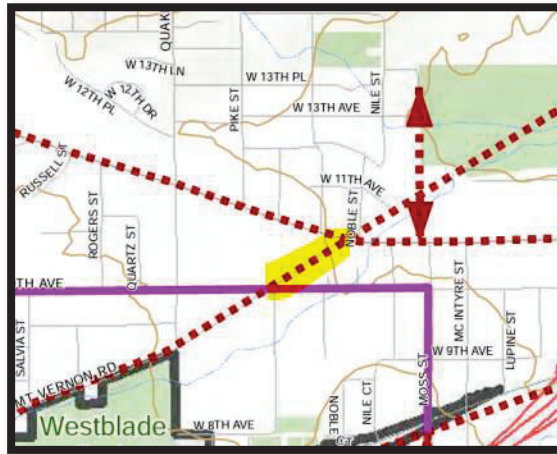 QUAK
W 13TH LN
W 13TH PL
W 12TH PL
W 12TH DR
W 13TH AVE
PIKE ST
NILE ST
W 11TH AVE
RUSSELL ST
NOBLE ST
ROGERS ST
QUARTZ ST
TH AVE
SALVIA ST
MC INTYRE ST
LUPINE ST
W 9TH AVE
MOSS ST
MT VERNON RD
NILE CT
NOBLE
CT
W 8TH AVE
Westblade